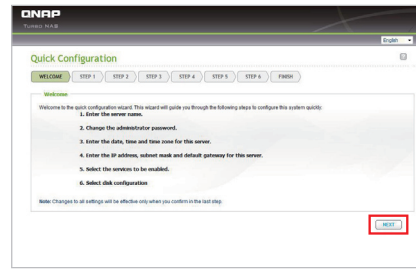 QNAP
TURBO NAS
English
Quick Configuration
WELCOME STEP 1 STEP 2 STEP 3 STEP 4 STEP 5 STEP 6 FINISH
Welcome
Welcome to the quick configuration wizard. This wizard will guide you through the following steps to configure this system quickly:
1. Enter the server name.
2. Change the administrator password.
3. Enter the date, time and time zone for this server.
4. Enter the IP address, subnet mask and default gateway for this server.
5. Select the services to be enabled.
6. Select disk configuration
Note: Changes to all settings will be effective only when you confirm in the last step.
NEXT